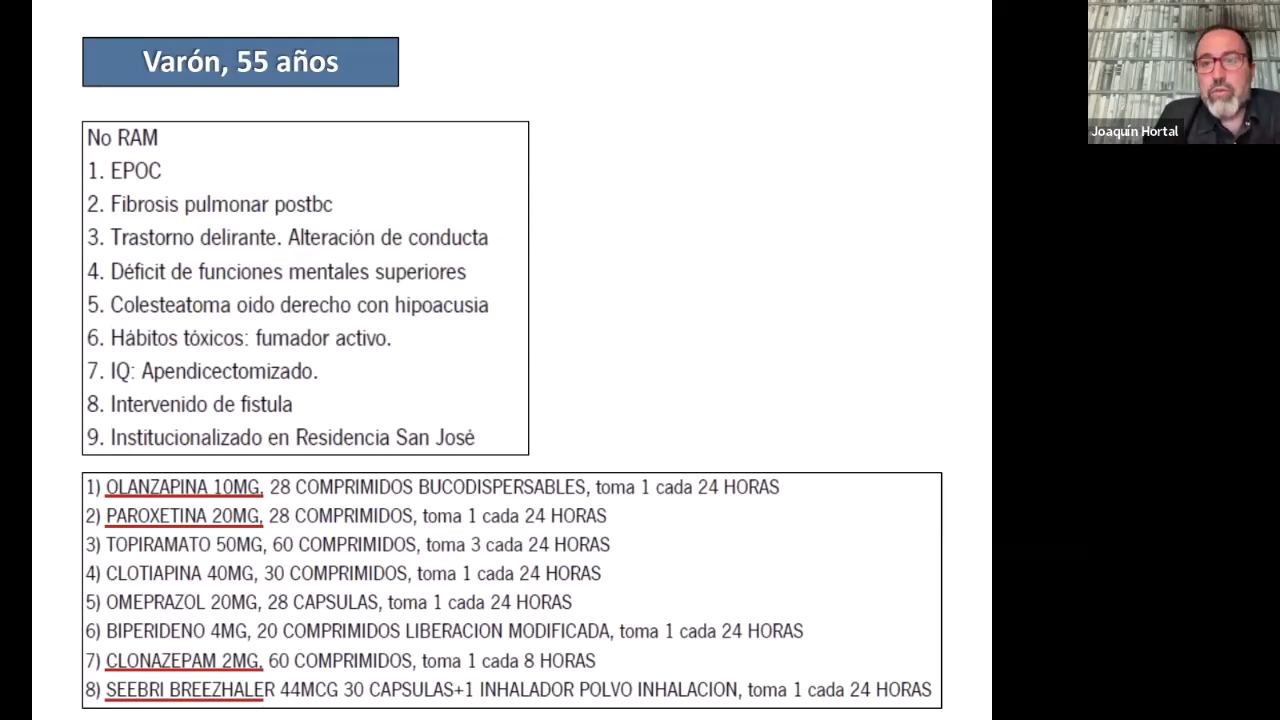 Varón, 55 años
Joaquín Hortal
No RAM
1. EPOC
2. Fibrosis pulmonar postbc
3. Trastorno delirante. Alteración de conducta
4. Déficit de funciones mentales superiores
5. Colesteatoma oido derecho con hipoacusia
6. Hábitos tóxicos: fumador activo.
7. IQ: Apendicectomizado.
8. Intervenido de fistula
9. Institucionalizado en Residencia San José
1) OLANZAPINA 10MG, 28 COMPRIMIDOS BUCODISPERSABLES, toma 1 cada 24 HORAS
2) PAROXETINA 20MG, 28 COMPRIMIDOS, toma 1 cada 24 HORAS
3) TOPIRAMATO 50MG, 60 COMPRIMIDOS, toma 3 cada 24 HORAS
4) CLOTIAPINA 40MG, 30 COMPRIMIDOS, toma 1 cada 24 HORAS
5) OMEPRAZOL 20MG, 28 CAPSULAS, toma 1 cada 24 HORAS
6) BIPERIDENO 4MG, 20 COMPRIMIDOS LIBERACION MODIFICADA, toma 1 cada 24 HORAS
7) CLONAZEPAM 2MG, 60 COMPRIMIDOS, toma 1 cada 8 HORAS
8) SEEBRI BREEZHALER 44MCG 30 CAPSULAS+1 INHALADOR POLVO INHALACION, toma 1 cada 24 HORAS